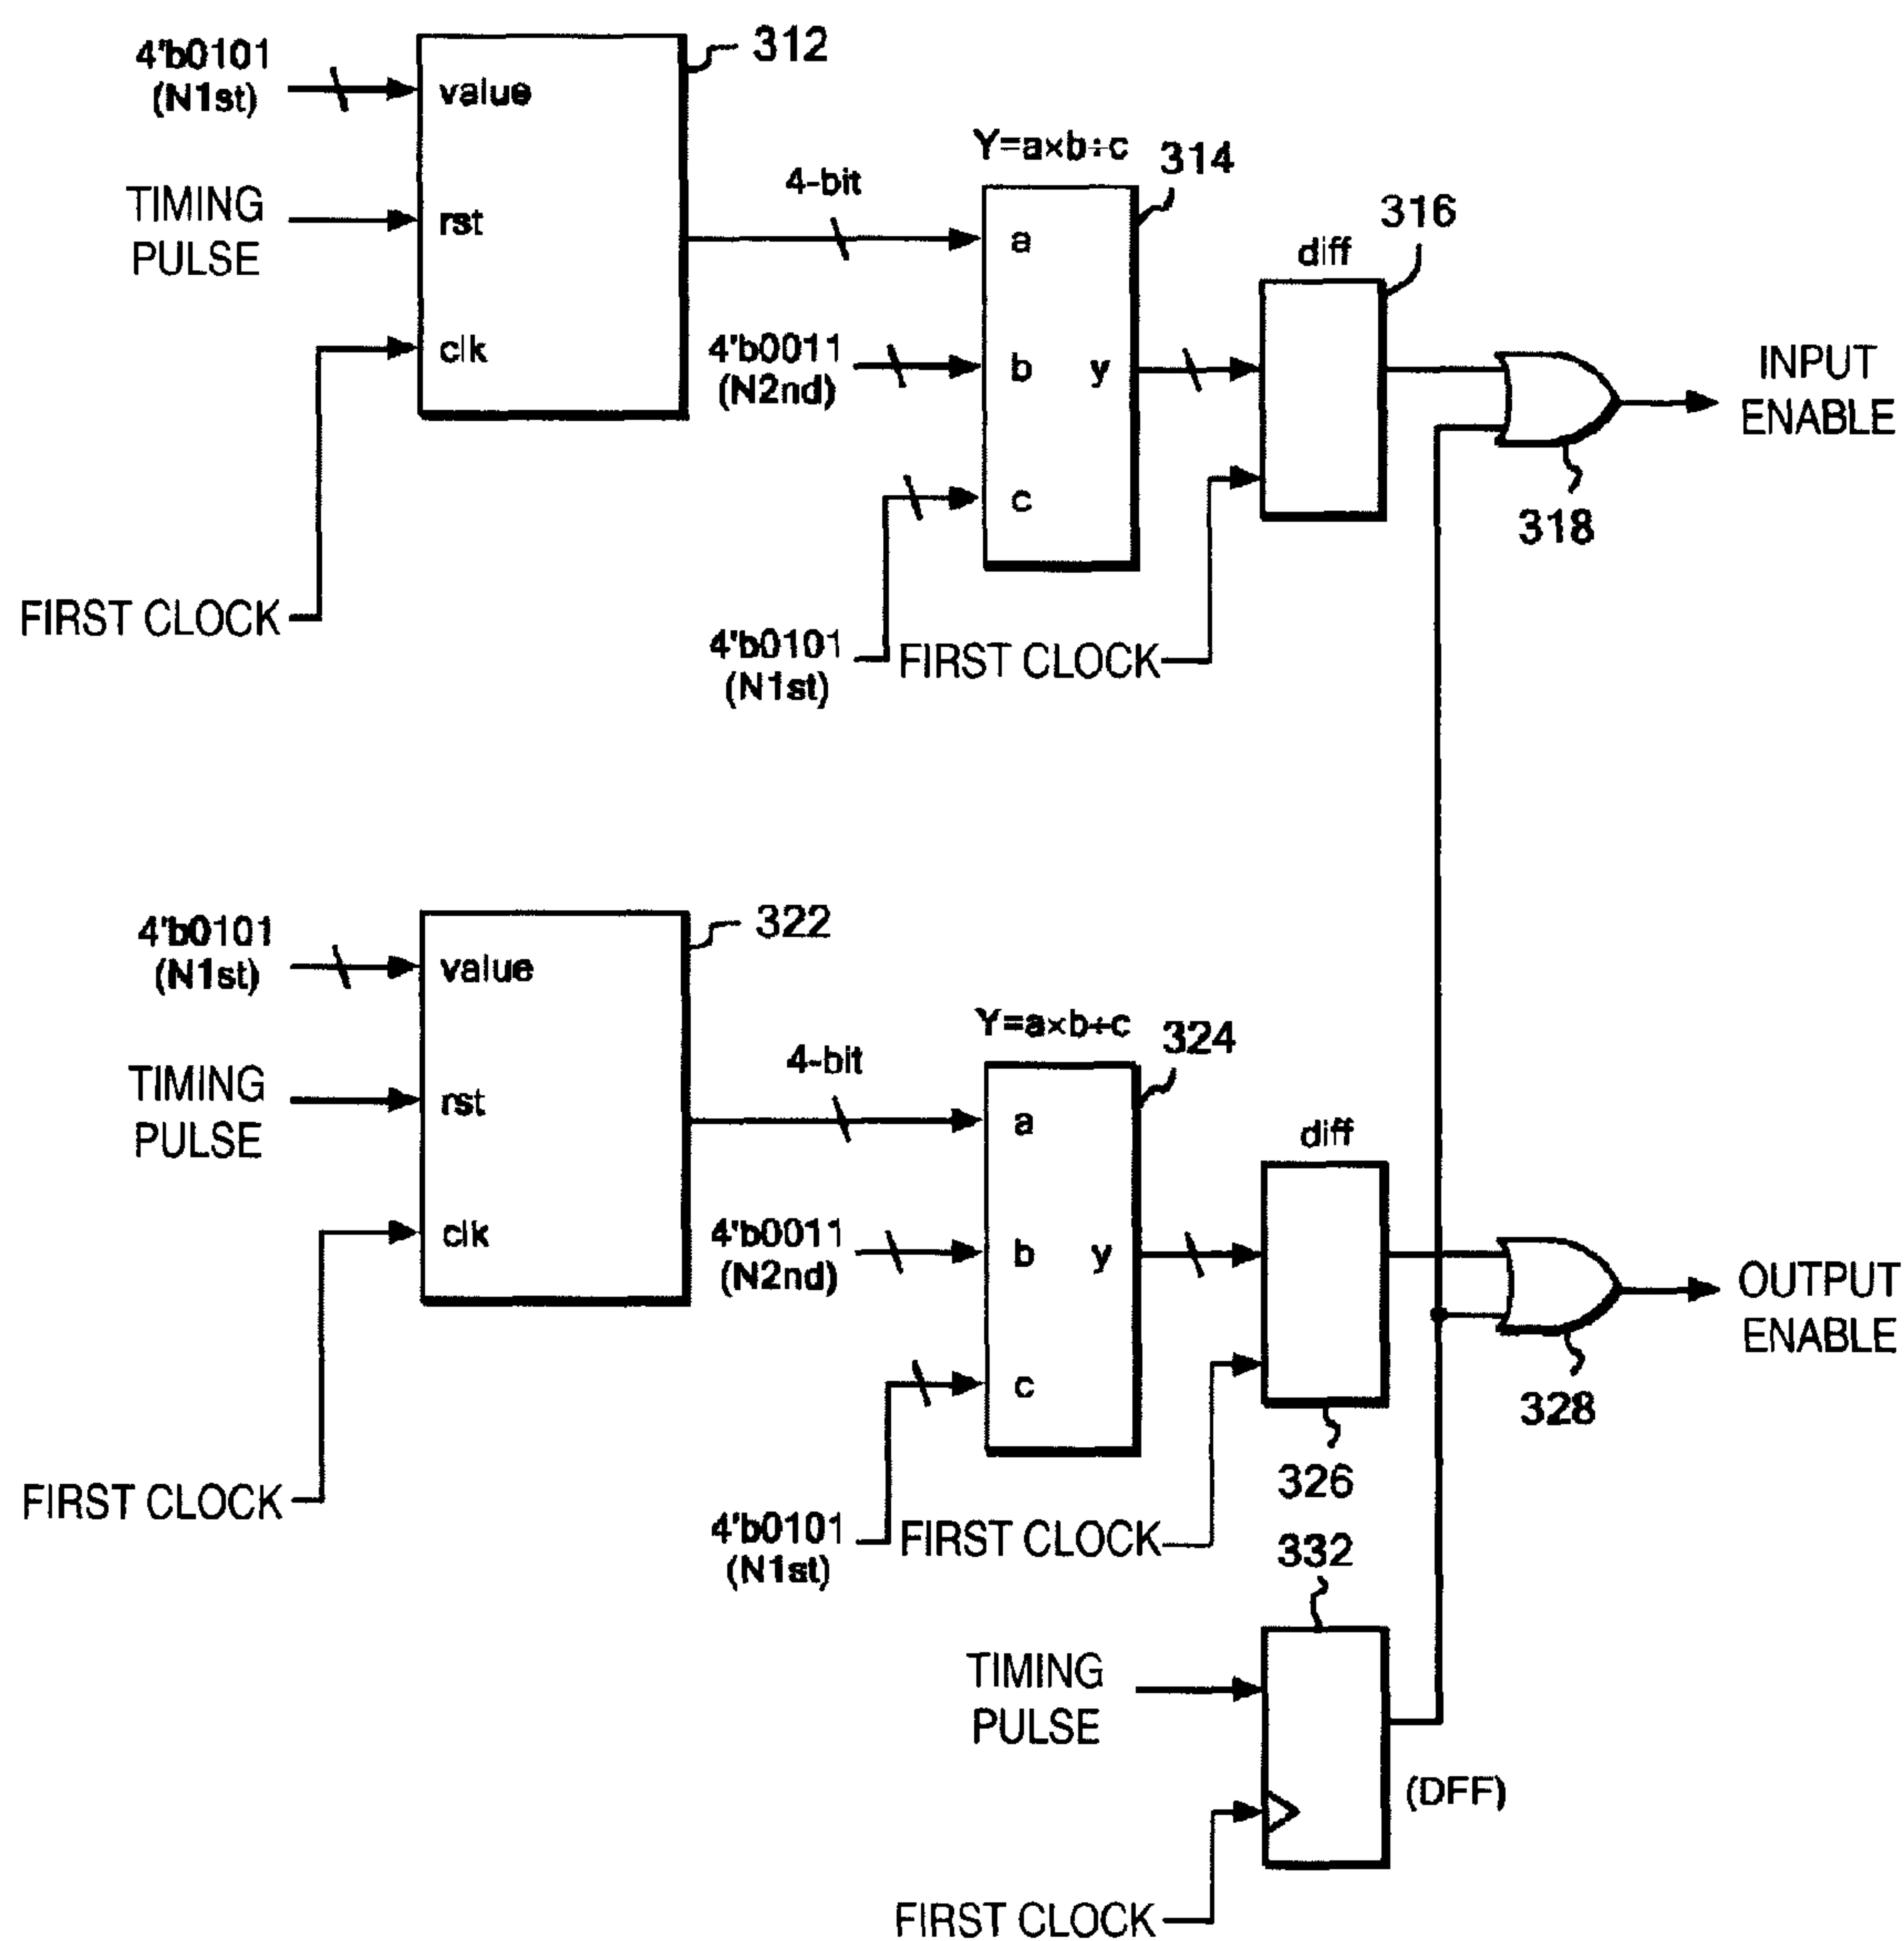 4'b0101
(N1st)
value
312
TIMING
PULSE
rst
clk
FIRST CLOCK
4-bit
Y=a×b÷c
314
a
4'b0011
(N2nd)
b
y
c
4'b0101
(N1st)
FIRST CLOCK
diff
316
318
INPUT
ENABLE
4'b0101
(N1st)
value
322
TIMING
PULSE
rst
clk
FIRST CLOCK
4-bit
Y=a×b÷c
324
a
4'b0011
(N2nd)
b
y
c
4'b0101
(N1st)
FIRST CLOCK
diff
326
328
OUTPUT
ENABLE
332
TIMING
PULSE
(DFF)
FIRST CLOCK